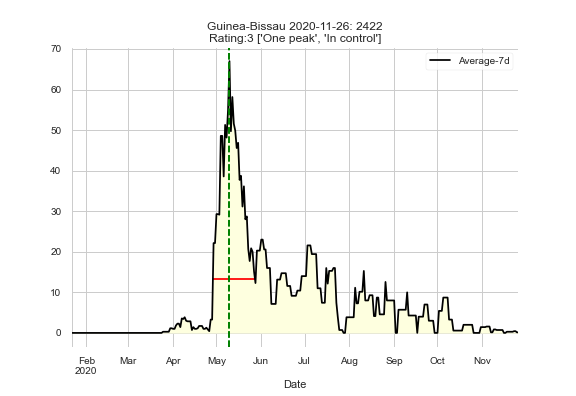 Guinea-Bissau 2020-11-26: 2422
Rating:3 ['One peak', 'In control']
Average-7d
70
60
50
40
30
20
10
0
Feb Mar Apr May Jun Jul Aug Sep Oct Nov
2020
Date